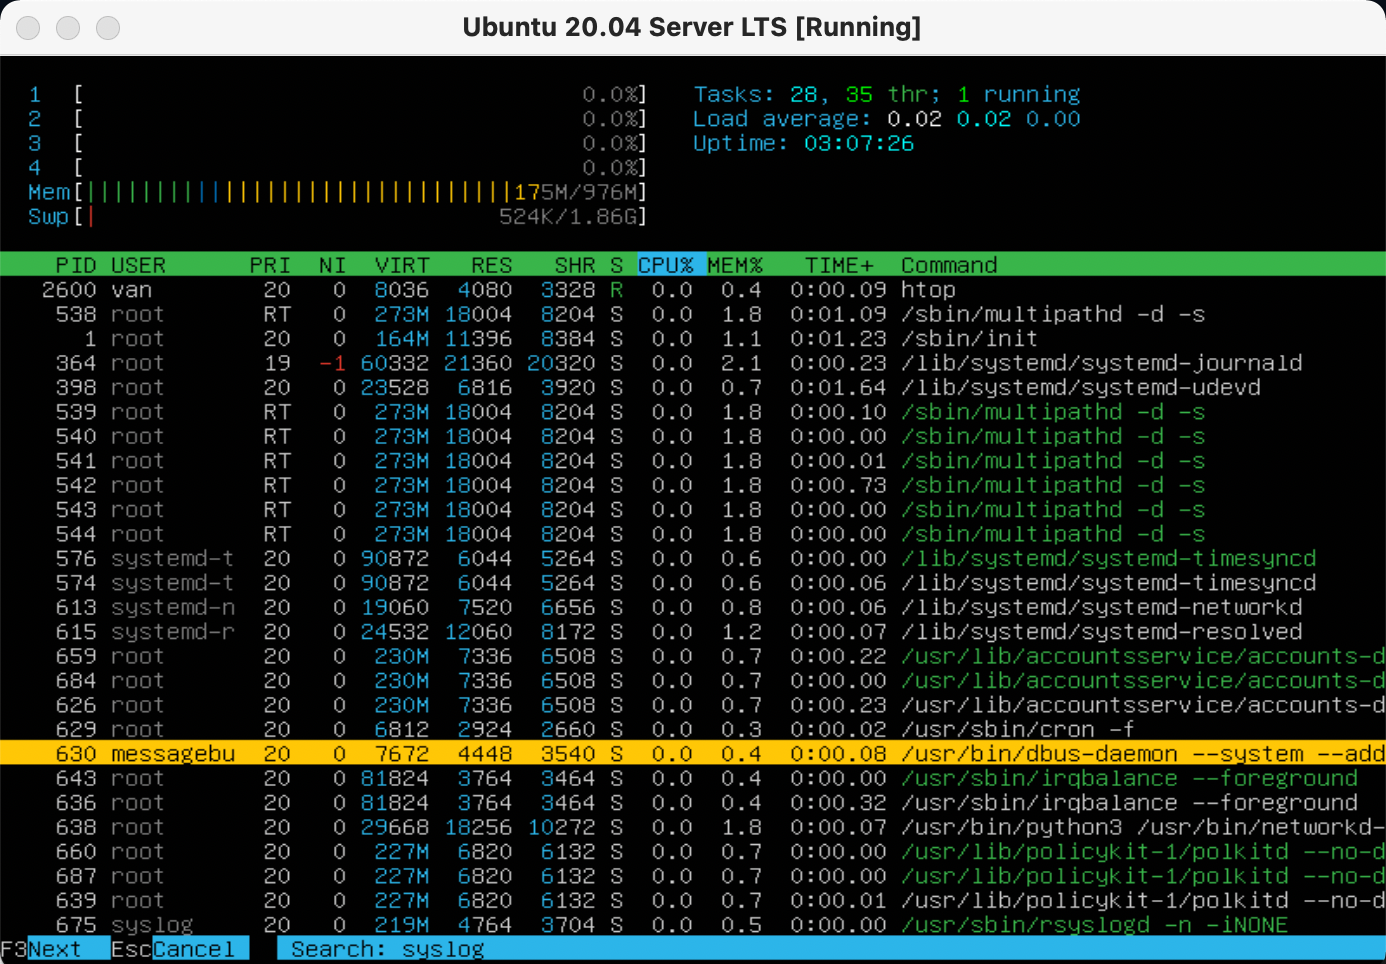 Ubuntu 20.04 Server LTS [Running]
1 [ 0.0%] Tasks: 28, 35 thr; 1 running
2 [ 0.0%] Load average: 0.02 0.02 0.00
3 [ 0.0%] Uptime: 03:07:26
4 [ 0.0%]
Mem[|||||||||||||||||||||||||||||||175M/976M]
Swp[| 524K/1.86G]
PID USER PRI NI VIRT RES SHR S CPU% MEM% TIME+ Command
2600 van 20 0 8036 4080 3328 R 0.0 0.4 0:00.09 htop
538 root RT 0 273M 18004 8204 S 0.0 1.8 0:01.09 /sbin/multipathd -d -s
1 root 20 0 164M 11396 8384 S 0.0 1.1 0:01.23 /sbin/init
364 root 19 -1 60332 21360 20320 S 0.0 2.1 0:00.23 /lib/systemd/systemd-journald
398 root 20 0 23528 6816 3920 S 0.0 0.7 0:01.64 /lib/systemd/systemd-udevd
539 root RT 0 273M 18004 8204 S 0.0 1.8 0:00.10 /sbin/multipathd -d -s
540 root RT 0 273M 18004 8204 S 0.0 1.8 0:00.00 /sbin/multipathd -d -s
541 root RT 0 273M 18004 8204 S 0.0 1.8 0:00.01 /sbin/multipathd -d -s
542 root RT 0 273M 18004 8204 S 0.0 1.8 0:00.73 /sbin/multipathd -d -s
543 root RT 0 273M 18004 8204 S 0.0 1.8 0:00.00 /sbin/multipathd -d -s
544 root RT 0 273M 18004 8204 S 0.0 1.8 0:00.00 /sbin/multipathd -d -s
576 systemd-t 20 0 90872 6044 5264 S 0.0 0.6 0:00.00 /lib/systemd/systemd-timesyncd
574 systemd-t 20 0 90872 6044 5264 S 0.0 0.6 0:00.06 /lib/systemd/systemd-timesyncd
613 systemd-n 20 0 19060 7520 6656 S 0.0 0.8 0:00.06 /lib/systemd/systemd-networkd
615 systemd-r 20 0 24532 12060 8172 S 0.0 1.2 0:00.07 /lib/systemd/systemd-resolved
659 root 20 0 230M 7336 6508 S 0.0 0.7 0:00.22 /usr/lib/accountsservice/accounts-d
684 root 20 0 230M 7336 6508 S 0.0 0.7 0:00.00 /usr/lib/accountsservice/accounts-d
626 root 20 0 230M 7336 6508 S 0.0 0.7 0:00.23 /usr/lib/accountsservice/accounts-d
629 root 20 0 6812 2924 2660 S 0.0 0.3 0:00.02 /usr/sbin/cron -f
630 messagebu 20 0 7672 4448 3540 S 0.0 0.4 0:00.08 /usr/bin/dbus-daemon --system --add
643 root 20 0 81824 3764 3464 S 0.0 0.4 0:00.00 /usr/sbin/irqbalance --foreground
636 root 20 0 81824 3764 3464 S 0.0 0.4 0:00.32 /usr/sbin/irqbalance --foreground
638 root 20 0 29668 18256 10272 S 0.0 1.8 0:00.07 /usr/bin/python3 /usr/bin/networkd-
660 root 20 0 227M 6820 6132 S 0.0 0.7 0:00.00 /usr/lib/policykit-1/polkitd --no-d
687 root 20 0 227M 6820 6132 S 0.0 0.7 0:00.00 /usr/lib/policykit-1/polkitd --no-d
639 root 20 0 227M 6820 6132 S 0.0 0.7 0:00.01 /usr/lib/policykit-1/polkitd --no-d
675 syslog 20 0 219M 4764 3704 S 0.0 0.5 0:00.00 /usr/sbin/rsyslogd -n -iNONE
F3Next EscCancel Search: syslog